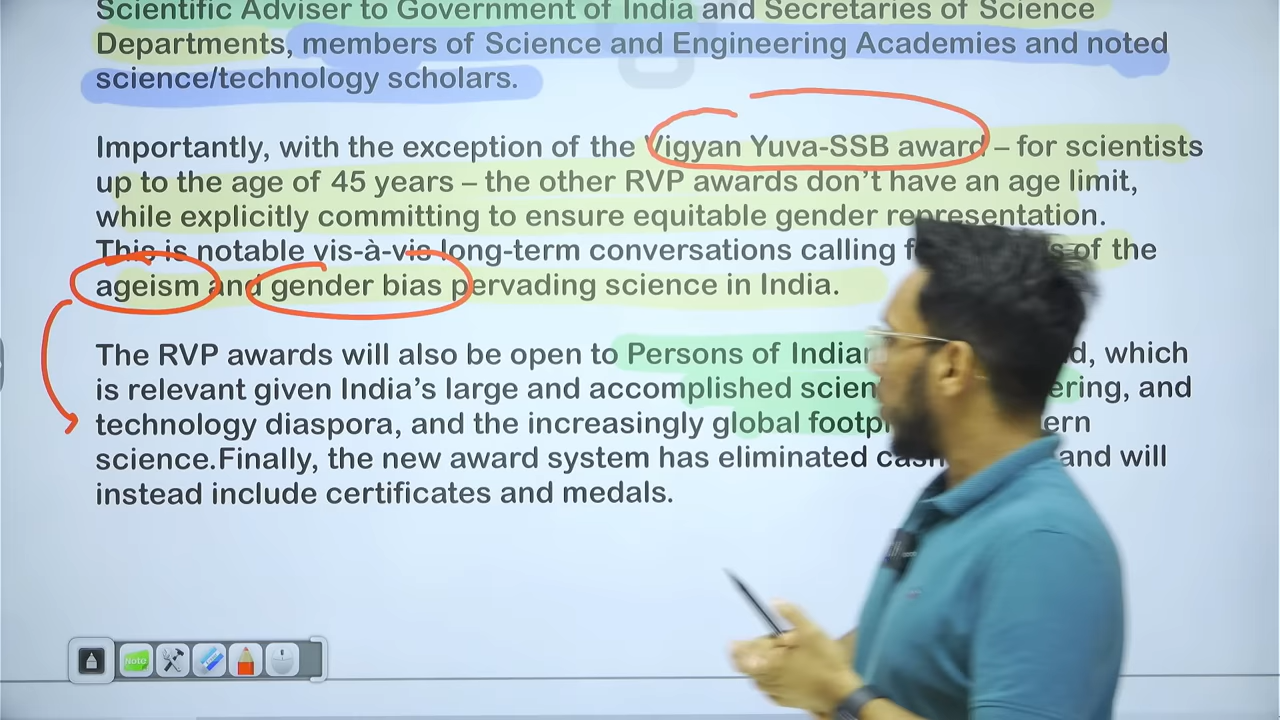 Scientific Adviser to Government of India and Secretaries of Science
Departments, members of Science and Engineering Academies and noted
science/technology scholars.
Importantly, with the exception of the Vigyan Yuva-SSB award – for scientists
up to the age of 45 years – the other RVP awards don't have an age limit,
while explicitly committing to ensure equitable gender representation.
This is notable vis-à-vis long-term conversations calling of the
ageism and gender bias pervading science in India.
The RVP awards will also be open to Persons of Indian which
is relevant given India's large and accomplished and
technology diaspora, and the increasingly global
science.Finally, the new award system has eliminated and will
instead include certificates and medals.
Note